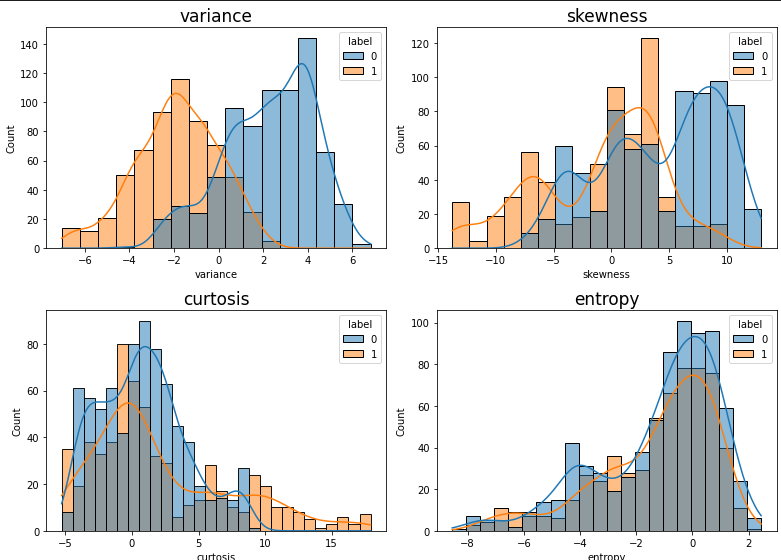 variance
label
0
1
Count
140
120
100
80
60
40
20
0
−6 −4 −2 0 2 4 6
variance
skewness
label
0
1
Count
120
100
80
60
40
20
0
−15 −10 −5 0 5 10
skewness
curtosis
label
0
1
Count
80
60
40
20
0
−5 0 5 10 15
curtosis
entropy
label
0
1
Count
100
80
60
40
20
0
−8 −6 −4 −2 0 2
entropy